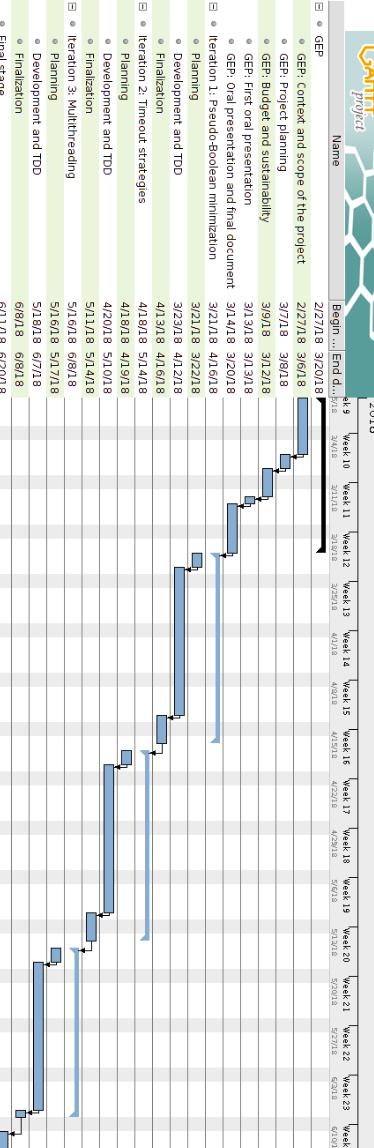 GANTT
project
2018
Name
Begin ...
End d...
Week 10
Week 11
Week 12
Week 13
Week 14
Week 15
Week 16
Week 17
Week 18
Week 19
Week 20
Week 21
Week 22
Week 23
3/4/18
3/11/18
3/18/18
3/25/18
4/1/18
4/8/18
4/15/18
4/22/18
4/29/18
5/6/18
5/13/18
5/20/18
5/27/18
6/3/18
GEP 2/27/18 3/20/18
GEP: Context and scope of the project 2/27/18 3/6/18
GEP: Project planning 3/7/18 3/8/18
GEP: Budget and sustainability 3/9/18 3/12/18
GEP: First oral presentation 3/13/18 3/13/18
GEP: Oral presentation and final document 3/14/18 3/20/18
Iteration 1: Pseudo-Boolean minimization 3/21/18 4/16/18
Planning 3/21/18 3/22/18
Development and TDD 3/23/18 4/12/18
Finalization 4/13/18 4/16/18
Iteration 2: Timeout strategies 4/18/18 5/14/18
Planning 4/18/18 4/19/18
Development and TDD 4/20/18 5/10/18
Finalization 5/11/18 5/14/18
Iteration 3: Multithreading 5/16/18 6/8/18
Planning 5/16/18 5/17/18
Development and TDD 5/18/18 6/7/18
Finalization 6/8/18 6/8/18
Final stage 6/11/18 6/20/18